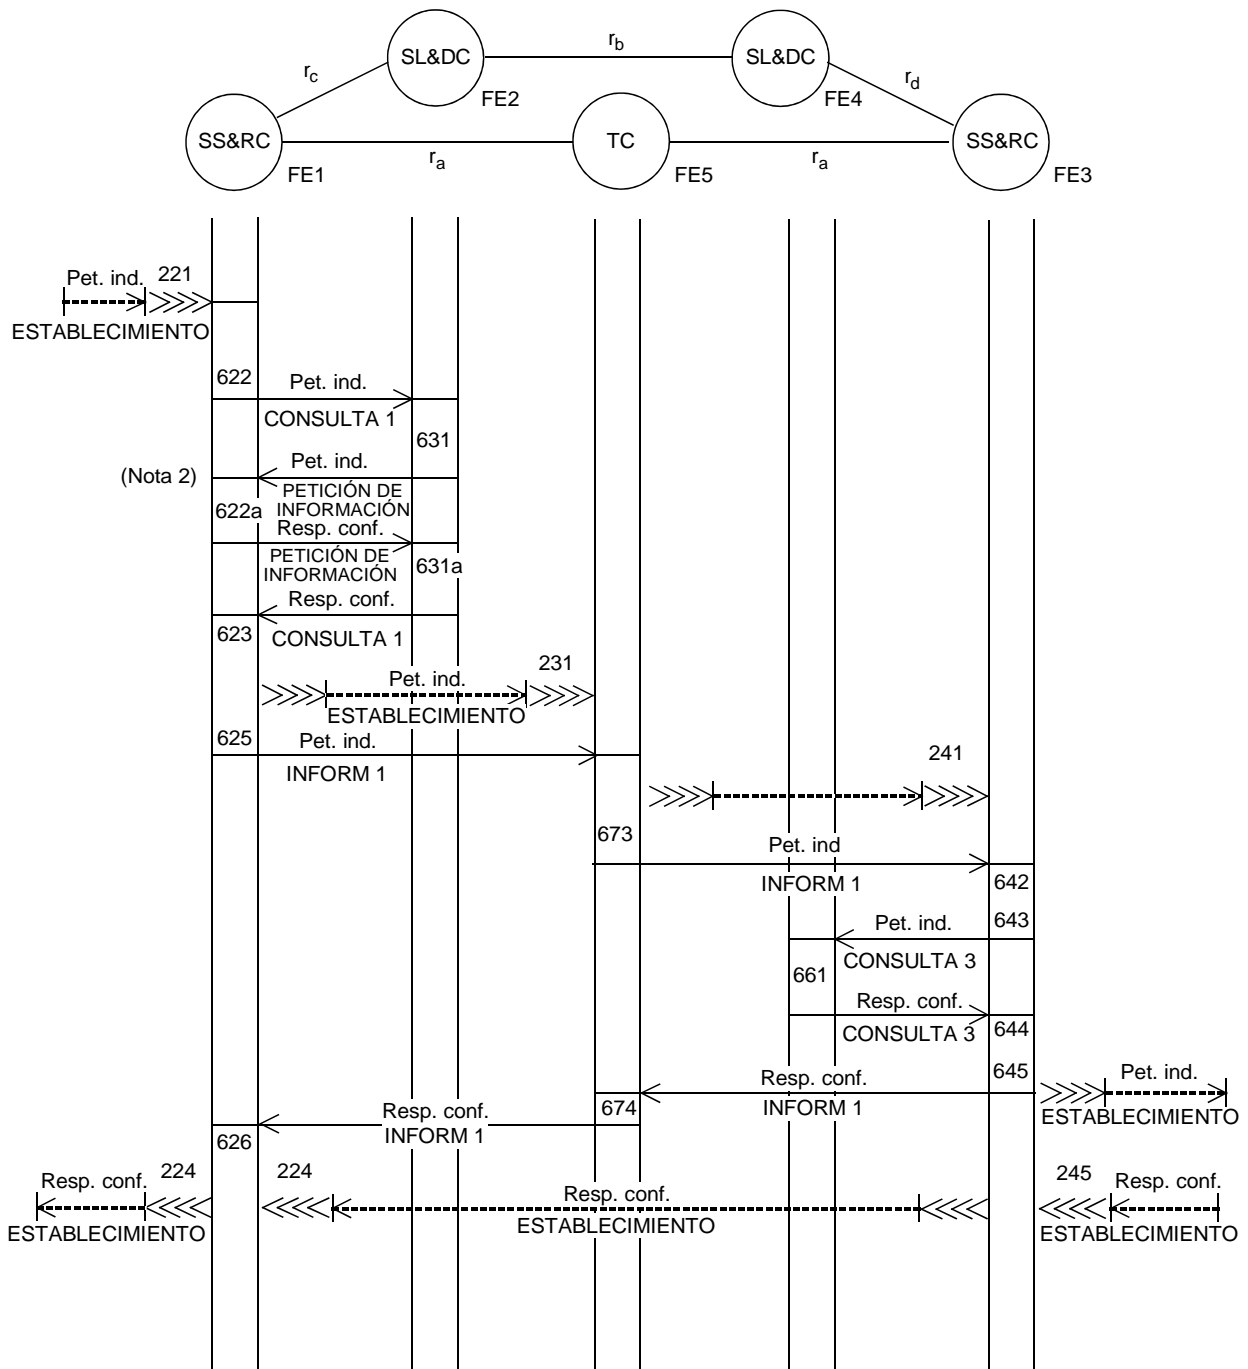 SL&DC
rb
SL&DC
rc
rd
FE2
FE4
SS&RC
TC
SS&RC
ra
ra
FE1
FE5
FE3
Pet. ind.
221
ESTABLECIMIENTO
622
Pet. ind.
CONSULTA 1
631
(Nota 2)
Pet. ind.
PETICIÓN DE
INFORMACIÓN
622a
Resp. conf.
PETICIÓN DE
INFORMACIÓN
631a
Resp. conf.
623
CONSULTA 1
231
Pet. ind.
ESTABLECIMIENTO
625
Pet. ind.
INFORM 1
241
673
Pet. ind
INFORM 1
642
Pet. ind.
643
CONSULTA 3
661
Resp. conf.
CONSULTA 3
644
Resp. conf.
645
Pet. ind.
INFORM 1
ESTABLECIMIENTO
Resp. conf.
674
INFORM 1
626
Resp. conf.
224
224
Resp. conf.
245
Resp. conf.
ESTABLECIMIENTO
ESTABLECIMIENTO
ESTABLECIMIENTO